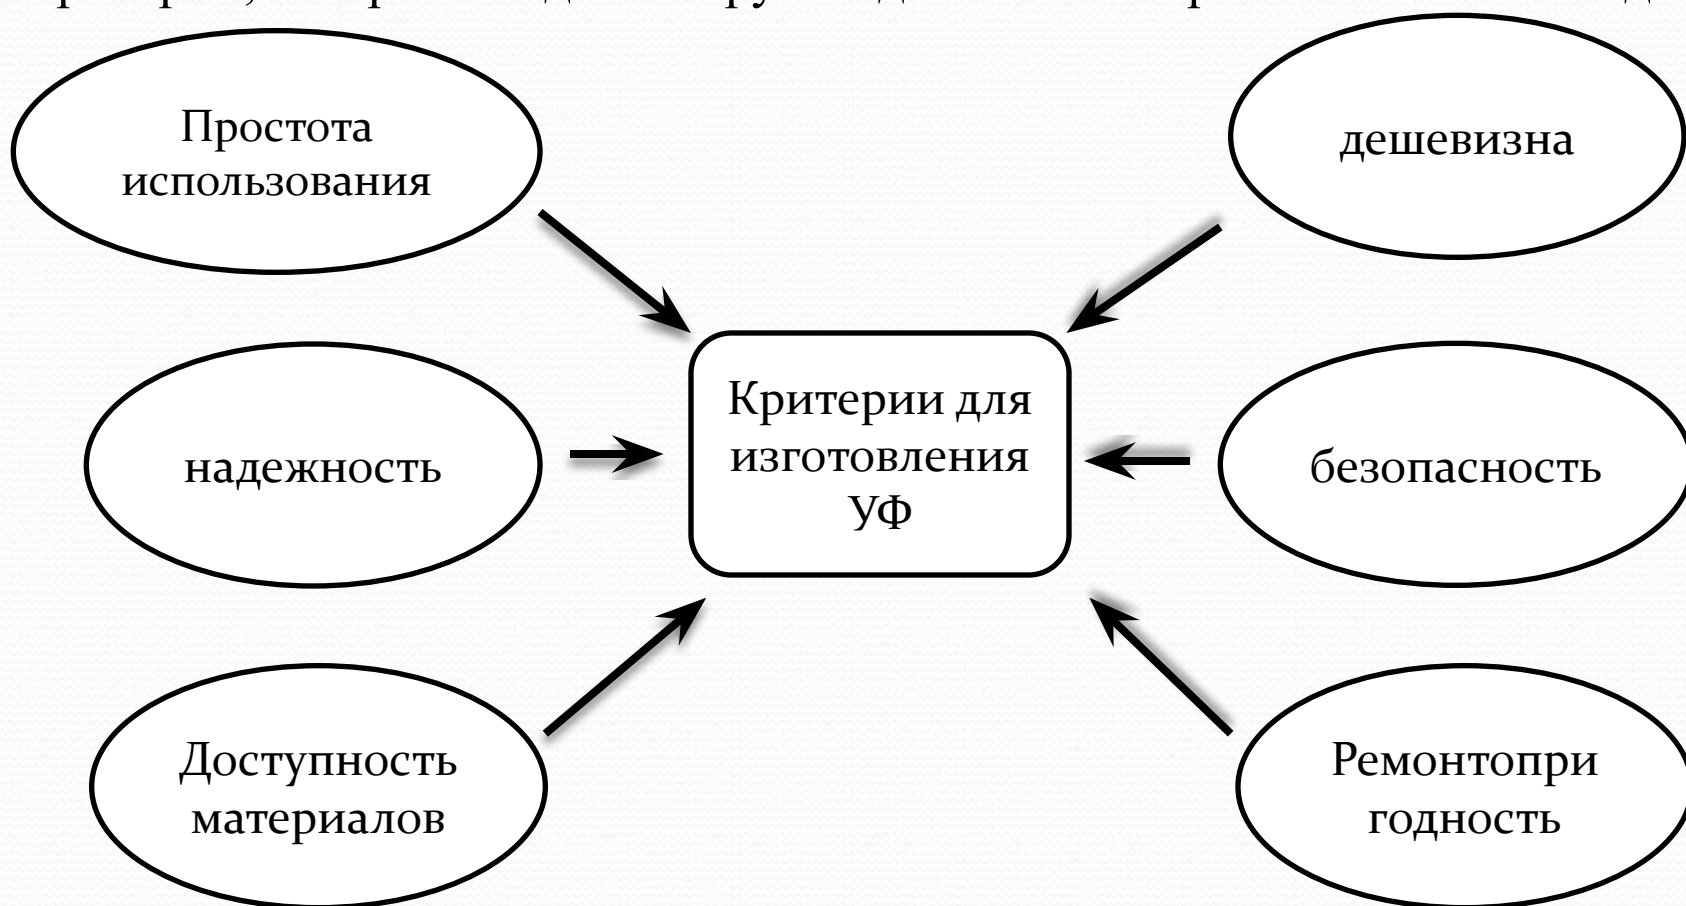 Простота
использования
дешевизна
надежность
Критерии для
изготовления
УФ
безопасность
Доступность
материалов
Ремонтопри
годность